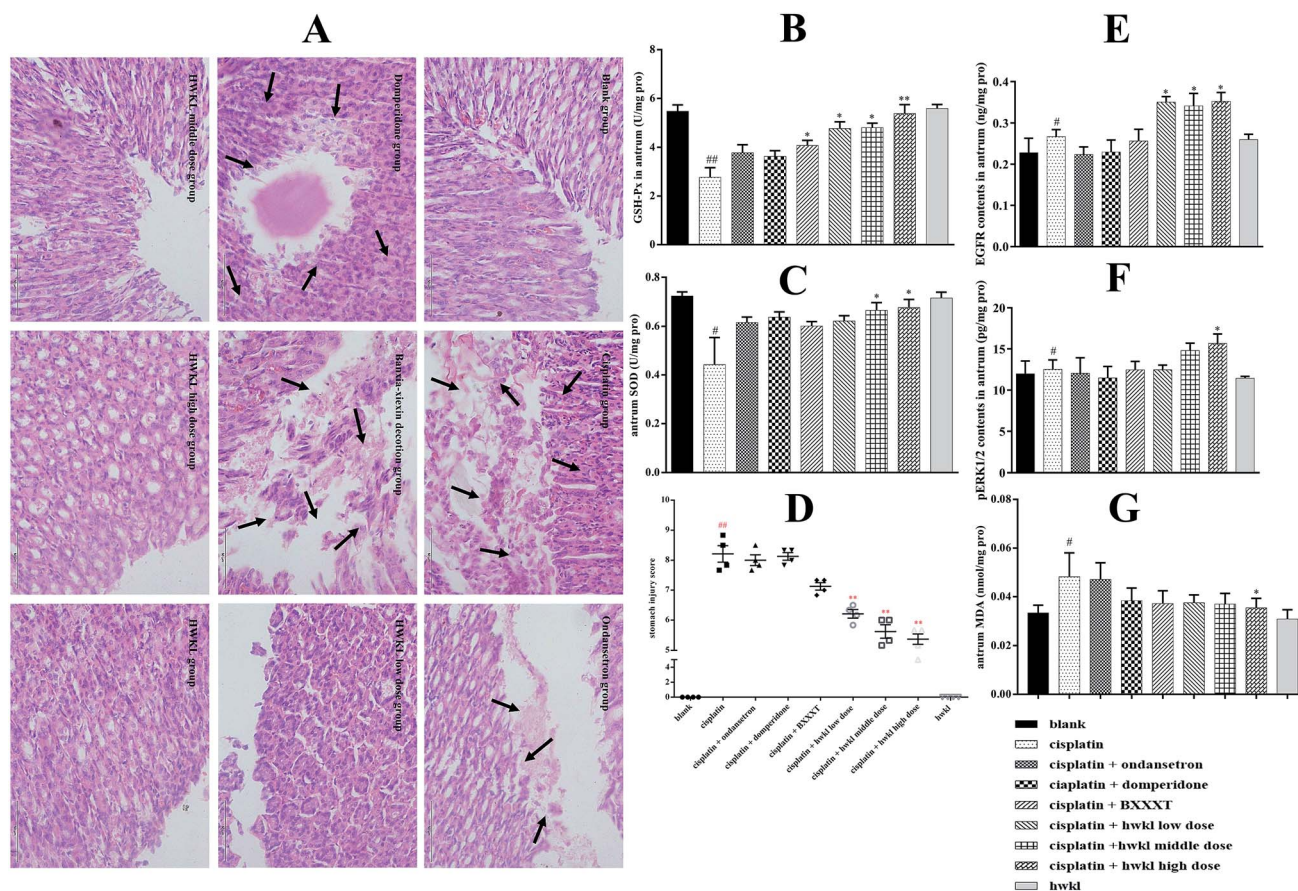 A
HWKL middle dose group
Domperidone group
Blank group
HWKL high dose group
Banxia-xiexin decotion group
Cisplatin group
HWKL group
HWKL low dose group
Ondansetron group
B
GSH-Px in antrum (U/mg pro)
8
6
4
2
0
##
*
*
*
**
C
antrum SOD (U/mg pro)
0.8
0.6
0.4
0.2
0.0
#
*
*
D
stomach injury score
10
9
8
7
6
5
4
2
0
##
**
**
**
blank
cisplatin
cisplatin + ondansetron
cisplatin + domperidone
cisplatin + BXXXT
cisplatin + hwkl low dose
cisplatin + hwkl middle dose
cisplatin + hwkl high dose
hwkl
E
EGFR contents in antrum (ng/mg pro)
0.4
0.3
0.2
0.1
0.0
#
*
*
*
F
pERK1/2 contents in antrum (pg/mg pro)
20
15
10
5
0
#
*
G
antrum MDA (nmol/mg pro)
0.08
0.06
0.04
0.02
0.00
#
*
blank
cisplatin
cisplatin + ondansetron
ciaplatin + domperidone
cisplatin + BXXXT
cisplatin + hwkl low dose
cisplatin +hwkl middle dose
cisplatin + hwkl high dose
hwkl